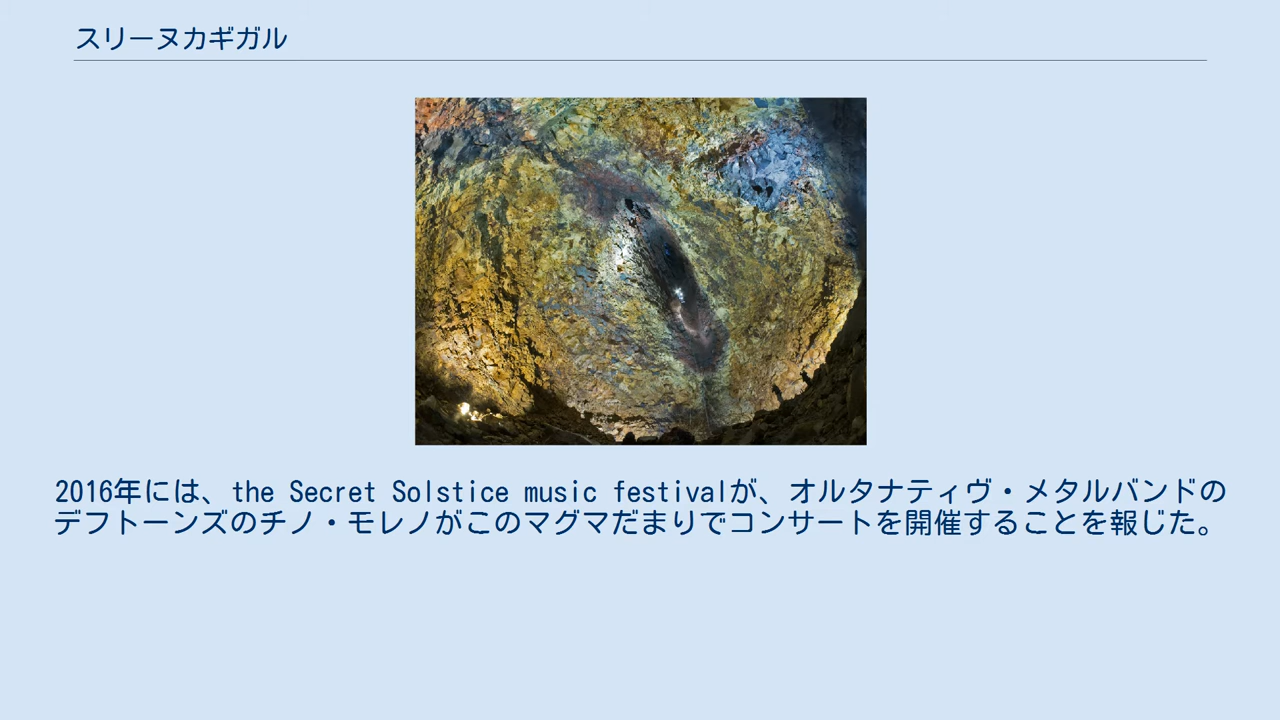 スリーヌカギガル
2016年には、the Secret Solstice music festivalが、オルタナティヴ・メタルバンドの
デフトーンズのチノ・モレノがこのマグマだまりでコンサートを開催することを報じた。